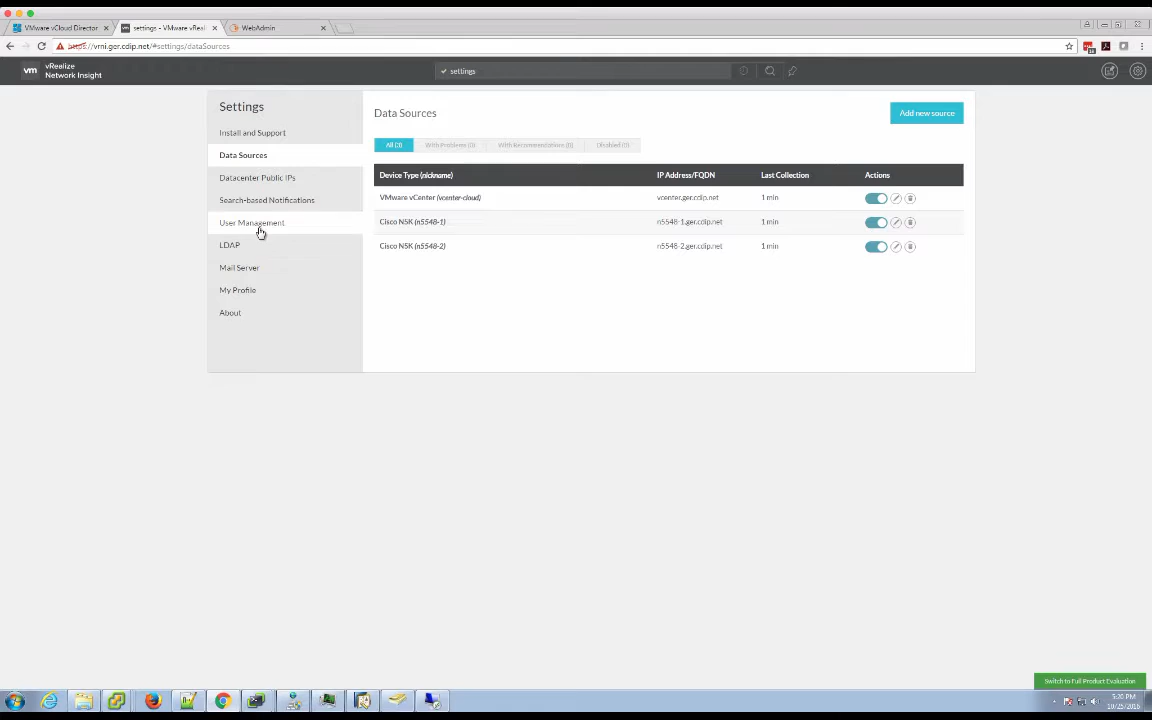 VMware vCloud Director
settings - VMware vReal
WebAdmin
https://vrni.ger.cdip.net/#settings/dataSources
vm
vRealize
Network Insight
settings
Settings
Install and Support
Data Sources
Datacenter Public IPs
Search-based Notifications
User Management
LDAP
Mail Server
My Profile
About
Data Sources
Add new source
All (3)
With Problems (0)
With Recommendations (0)
Disabled (0)
Device Type (nickname) IP Address/FQDN Last Collection Actions
VMware vCenter (vcenter-cloud) vcenter.ger.cdip.net 1 min
Cisco N5K (n5548-1) n5548-1.ger.cdip.net 1 min
Cisco N5K (n5548-2) n5548-2.ger.cdip.net 1 min
Switch to Full Product Evaluation
5:20 PM
10/25/2016